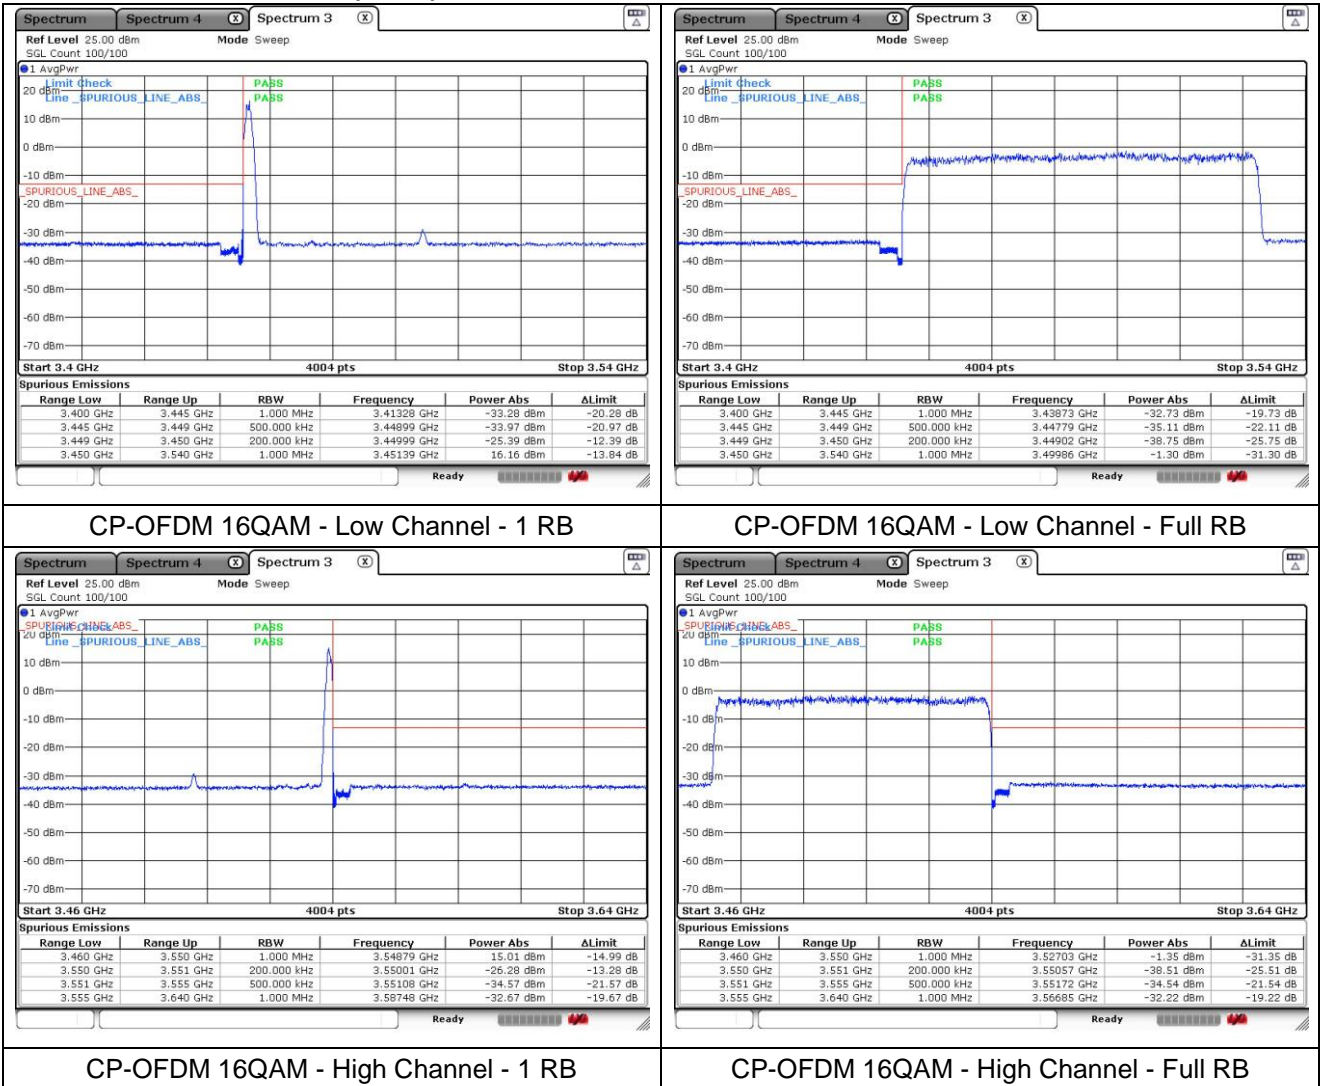 Spectrum Spectrum 4 X Spectrum 3 X
Ref Level 25.00 dBm Mode Sweep
SGL Count 100/100
1 AvgPwr
Limit Check PASS
20 dBm
Line _SPURIOUS_LINE_ABS_ PASS
10 dBm
0 dBm
-10 dBm
_SPURIOUS_LINE_ABS_
-20 dBm
-30 dBm
-40 dBm
-50 dBm
-60 dBm
-70 dBm
Start 3.4 GHz 4004 pts Stop 3.54 GHz
Spurious Emissions
Range Low Range Up RBW Frequency Power Abs ΔLimit
3.400 GHz 3.445 GHz 1.000 MHz 3.41328 GHz -33.28 dBm -20.28 dB
3.445 GHz 3.449 GHz 500.000 kHz 3.44899 GHz -33.97 dBm -20.97 dB
3.449 GHz 3.450 GHz 200.000 kHz 3.44999 GHz -25.39 dBm -12.39 dB
3.450 GHz 3.540 GHz 1.000 MHz 3.45139 GHz 16.16 dBm -13.84 dB
Ready
CP-OFDM 16QAM - Low Channel - 1 RB
Spectrum Spectrum 4 X Spectrum 3 X
Ref Level 25.00 dBm Mode Sweep
SGL Count 100/100
1 AvgPwr
Limit Check PASS
20 dBm
Line _SPURIOUS_LINE_ABS_ PASS
10 dBm
0 dBm
-10 dBm
_SPURIOUS_LINE_ABS_
-20 dBm
-30 dBm
-40 dBm
-50 dBm
-60 dBm
-70 dBm
Start 3.4 GHz 4004 pts Stop 3.54 GHz
Spurious Emissions
Range Low Range Up RBW Frequency Power Abs ΔLimit
3.400 GHz 3.445 GHz 1.000 MHz 3.43873 GHz -32.73 dBm -19.73 dB
3.445 GHz 3.449 GHz 500.000 kHz 3.44779 GHz -35.11 dBm -22.11 dB
3.449 GHz 3.450 GHz 200.000 kHz 3.44902 GHz -38.75 dBm -25.75 dB
3.450 GHz 3.540 GHz 1.000 MHz 3.49986 GHz -1.30 dBm -31.30 dB
Ready
CP-OFDM 16QAM - Low Channel - Full RB
Spectrum Spectrum 4 X Spectrum 3 X
Ref Level 25.00 dBm Mode Sweep
SGL Count 100/100
1 AvgPwr
_SPURIOUS_LINE_ABS_
Limit Check PASS
20 dBm
Line _SPURIOUS_LINE_ABS_ PASS
10 dBm
0 dBm
-10 dBm
-20 dBm
-30 dBm
-40 dBm
-50 dBm
-60 dBm
-70 dBm
Start 3.46 GHz 4004 pts Stop 3.64 GHz
Spurious Emissions
Range Low Range Up RBW Frequency Power Abs ΔLimit
3.460 GHz 3.550 GHz 1.000 MHz 3.54879 GHz 15.01 dBm -14.99 dB
3.550 GHz 3.551 GHz 200.000 kHz 3.55001 GHz -26.28 dBm -13.28 dB
3.551 GHz 3.555 GHz 500.000 kHz 3.55108 GHz -34.57 dBm -21.57 dB
3.555 GHz 3.640 GHz 1.000 MHz 3.58748 GHz -32.67 dBm -19.67 dB
Ready
CP-OFDM 16QAM - High Channel - 1 RB
Spectrum Spectrum 4 X Spectrum 3 X
Ref Level 25.00 dBm Mode Sweep
SGL Count 100/100
1 AvgPwr
_SPURIOUS_LINE_ABS_
Limit Check PASS
20 dBm
Line _SPURIOUS_LINE_ABS_ PASS
10 dBm
0 dBm
-10 dBm
-20 dBm
-30 dBm
-40 dBm
-50 dBm
-60 dBm
-70 dBm
Start 3.46 GHz 4004 pts Stop 3.64 GHz
Spurious Emissions
Range Low Range Up RBW Frequency Power Abs ΔLimit
3.460 GHz 3.550 GHz 1.000 MHz 3.52703 GHz -1.35 dBm -31.35 dB
3.550 GHz 3.551 GHz 200.000 kHz 3.55057 GHz -38.51 dBm -25.51 dB
3.551 GHz 3.555 GHz 500.000 kHz 3.55172 GHz -34.54 dBm -21.54 dB
3.555 GHz 3.640 GHz 1.000 MHz 3.56685 GHz -32.22 dBm -19.22 dB
Ready
CP-OFDM 16QAM - High Channel - Full RB